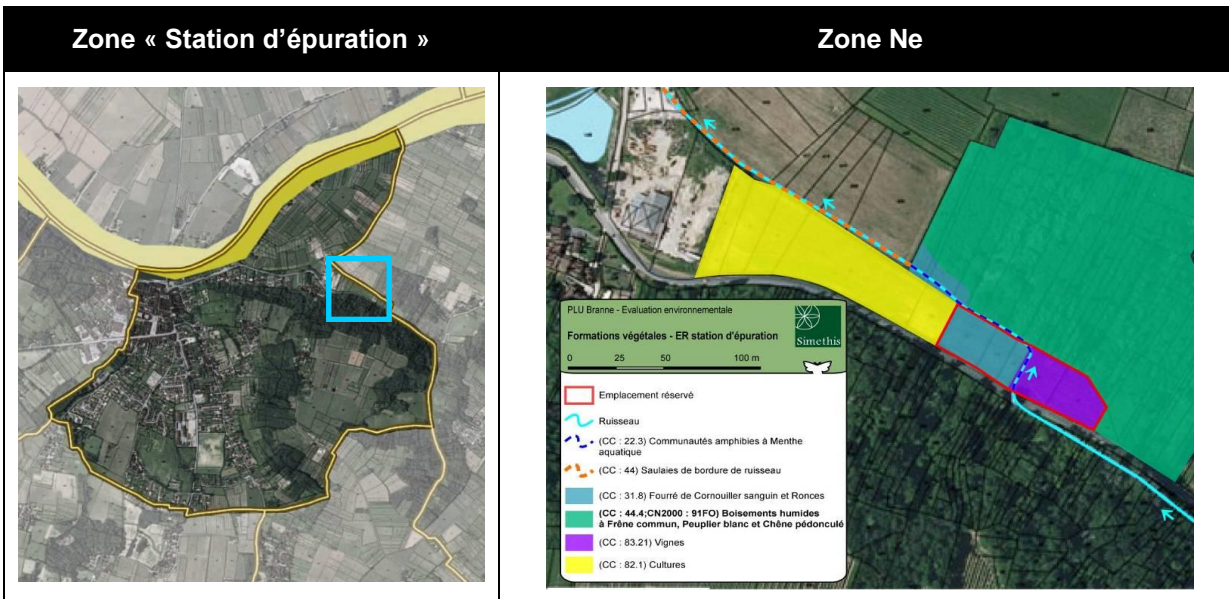 Zone « Station d'épuration »
Zone Ne
PLU Branne - Evaluation environnementale
Formations végétales - ER station d'épuration
Simethis
0 25 50 100 m
Emplacement réservé
Ruisseau
(CC : 22.3) Communautés amphibies à Menthe
aquatique
(CC : 44) Saulaies de bordure de ruisseau
(CC : 31.8) Fourré de Cornouiller sanguin et Ronces
(CC : 44.4;CN2000 : 91FO) Boisements humides
à Frêne commun, Peuplier blanc et Chêne pédonculé
(CC : 83.21) Vignes
(CC : 82.1) Cultures